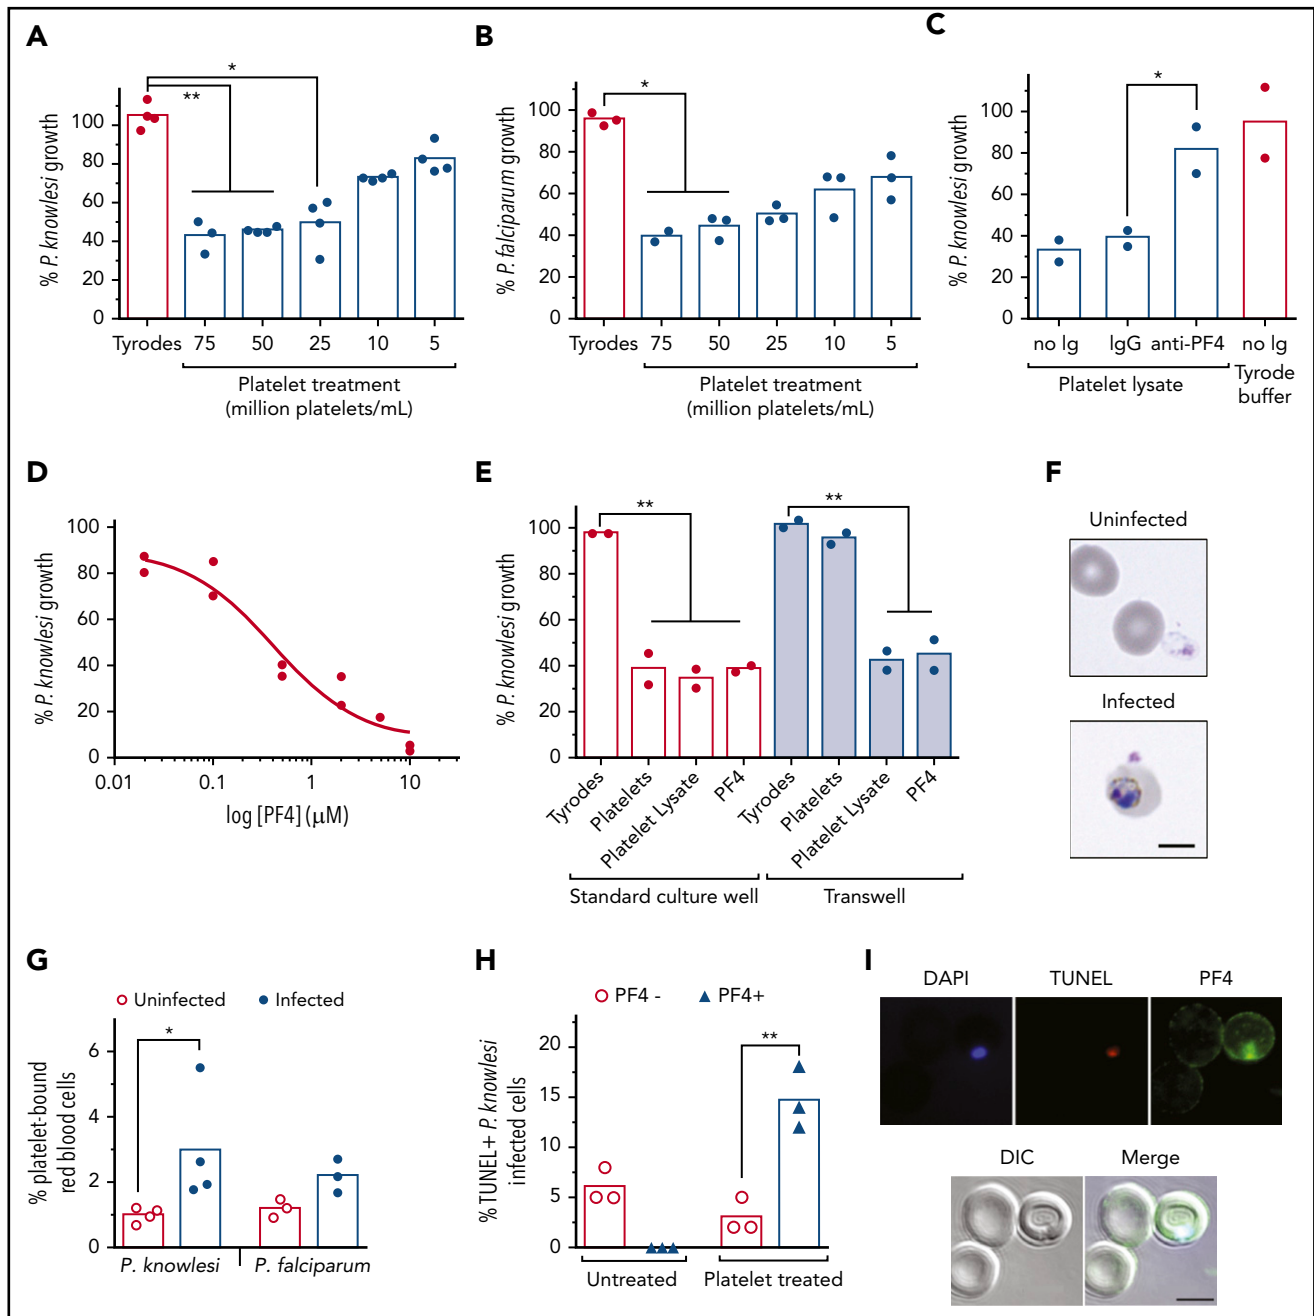 A
% P. knowlesi growth
100
80
60
40
20
0
*
**
Tyrodes 75 50 25 10 5
Platelet treatment
(million platelets/mL)
B
% P. falciparum growth
100
80
60
40
20
0
*
Tyrodes 75 50 25 10 5
Platelet treatment
(million platelets/mL)
C
% P. knowlesi growth
100
80
60
40
20
0
*
no Ig IgG anti-PF4 no Ig
Platelet lysate
Tyrode
buffer
D
% P. knowlesi growth
100
80
60
40
20
0
0.01 0.1 1 10
log [PF4] (μM)
E
% P. knowlesi growth
100
80
60
40
20
0
** **
Tyrodes
Platelets
Platelet Lysate
PF4
Tyrodes
Platelets
Platelet Lysate
PF4
Standard culture well Transwell
F
Uninfected
Infected
G
Uninfected Infected
% platelet-bound
red blood cells
6
4
2
0
*
P. knowlesi P. falciparum
H
PF4 - PF4+
% TUNEL+ P. knowlesi
infected cells
20
15
10
5
0
**
Untreated Platelet treated
I
DAPI TUNEL PF4
DIC Merge